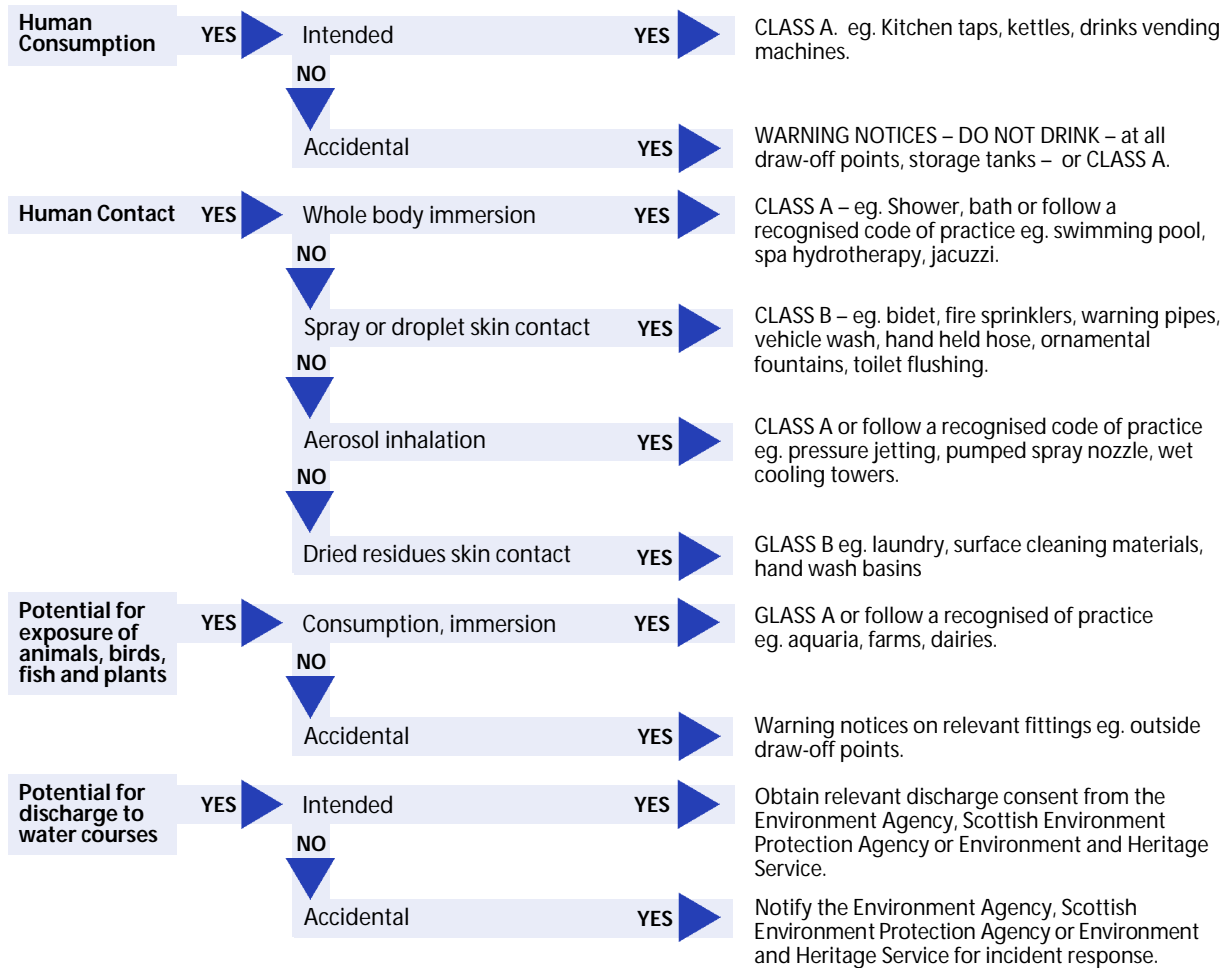 Human
Consumption
YES
Intended
YES
CLASS A. eg. Kitchen taps, kettles, drinks vending
machines.
NO
Accidental
YES
WARNING NOTICES – DO NOT DRINK – at all
draw-off points, storage tanks – or CLASS A.
Human Contact
YES
Whole body immersion
YES
CLASS A – eg. Shower, bath or follow a
recognised code of practice eg. swimming pool,
spa hydrotherapy, jacuzzi.
NO
Spray or droplet skin contact
YES
CLASS B – eg. bidet, fire sprinklers, warning pipes,
vehicle wash, hand held hose, ornamental
fountains, toilet flushing.
NO
Aerosol inhalation
YES
CLASS A or follow a recognised code of practice
eg. pressure jetting, pumped spray nozzle, wet
cooling towers.
NO
Dried residues skin contact
YES
GLASS B eg. laundry, surface cleaning materials,
hand wash basins
Potential for
exposure of
animals, birds,
fish and plants
YES
Consumption, immersion
YES
GLASS A or follow a recognised of practice
eg. aquaria, farms, dairies.
NO
Accidental
YES
Warning notices on relevant fittings eg. outside
draw-off points.
Potential for
discharge to
water courses
YES
Intended
YES
Obtain relevant discharge consent from the
Environment Agency, Scottish Environment
Protection Agency or Environment and Heritage
Service.
NO
Accidental
YES
Notify the Environment Agency, Scottish
Environment Protection Agency or Environment
and Heritage Service for incident response.